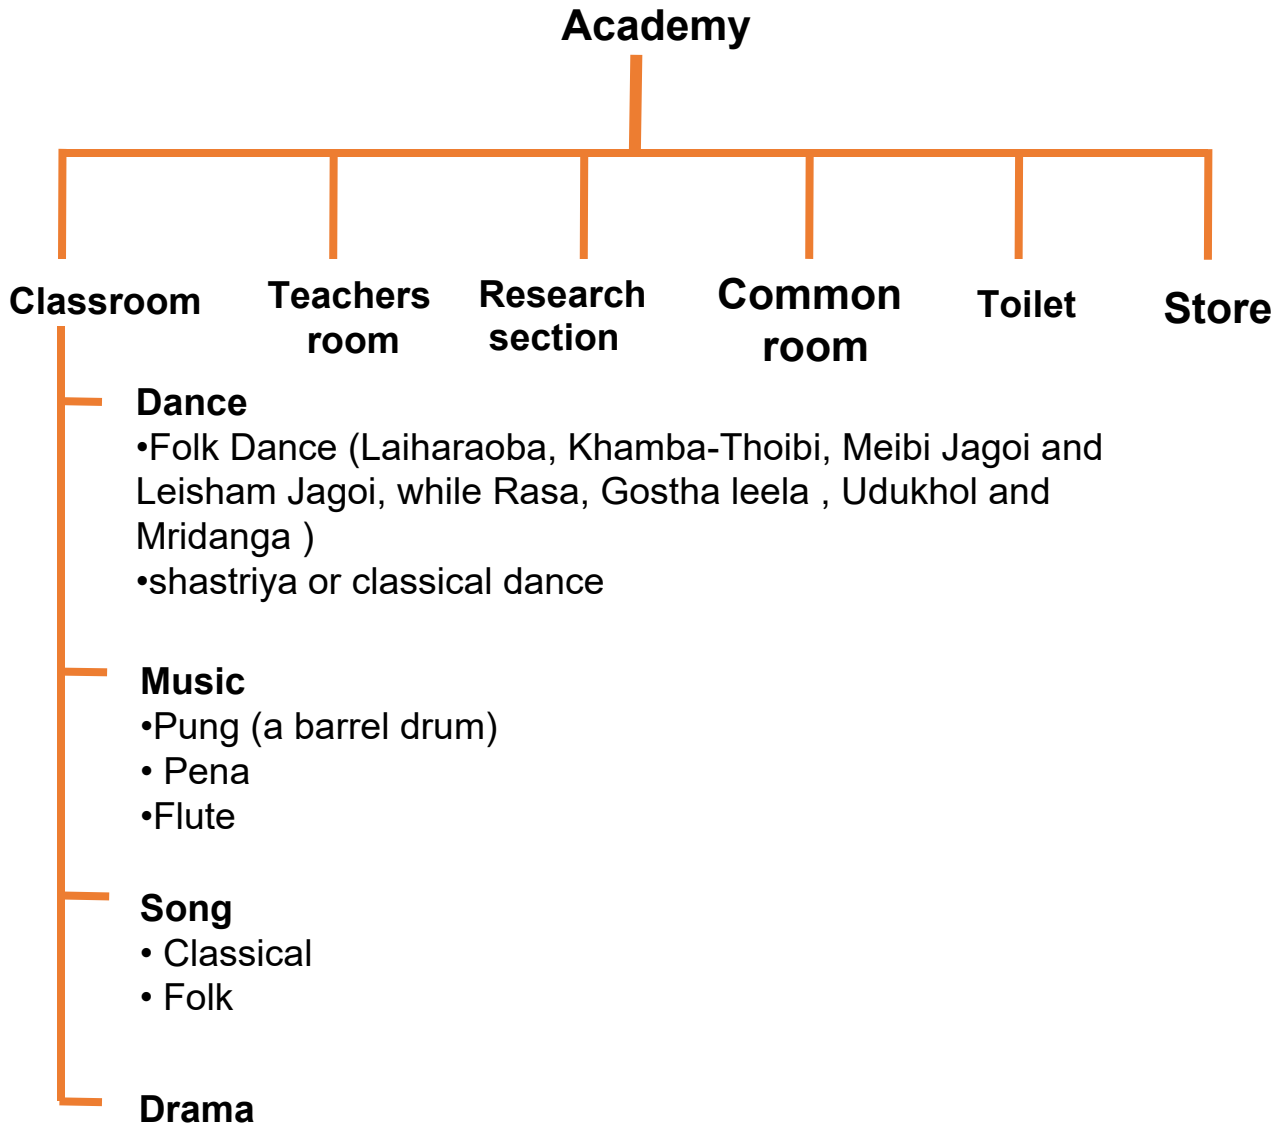 Academy
Classroom
Teachers
room
Research
section
Common
room
Toilet
Store
Dance
•Folk Dance (Laiharaoba, Khamba-Thoibi, Meibi Jagoi and
Leisham Jagoi, while Rasa, Gostha leela , Udukhol and
Mridanga )
•shastriya or classical dance
Music
•Pung (a barrel drum)
• Pena
•Flute
Song
• Classical
• Folk
Drama